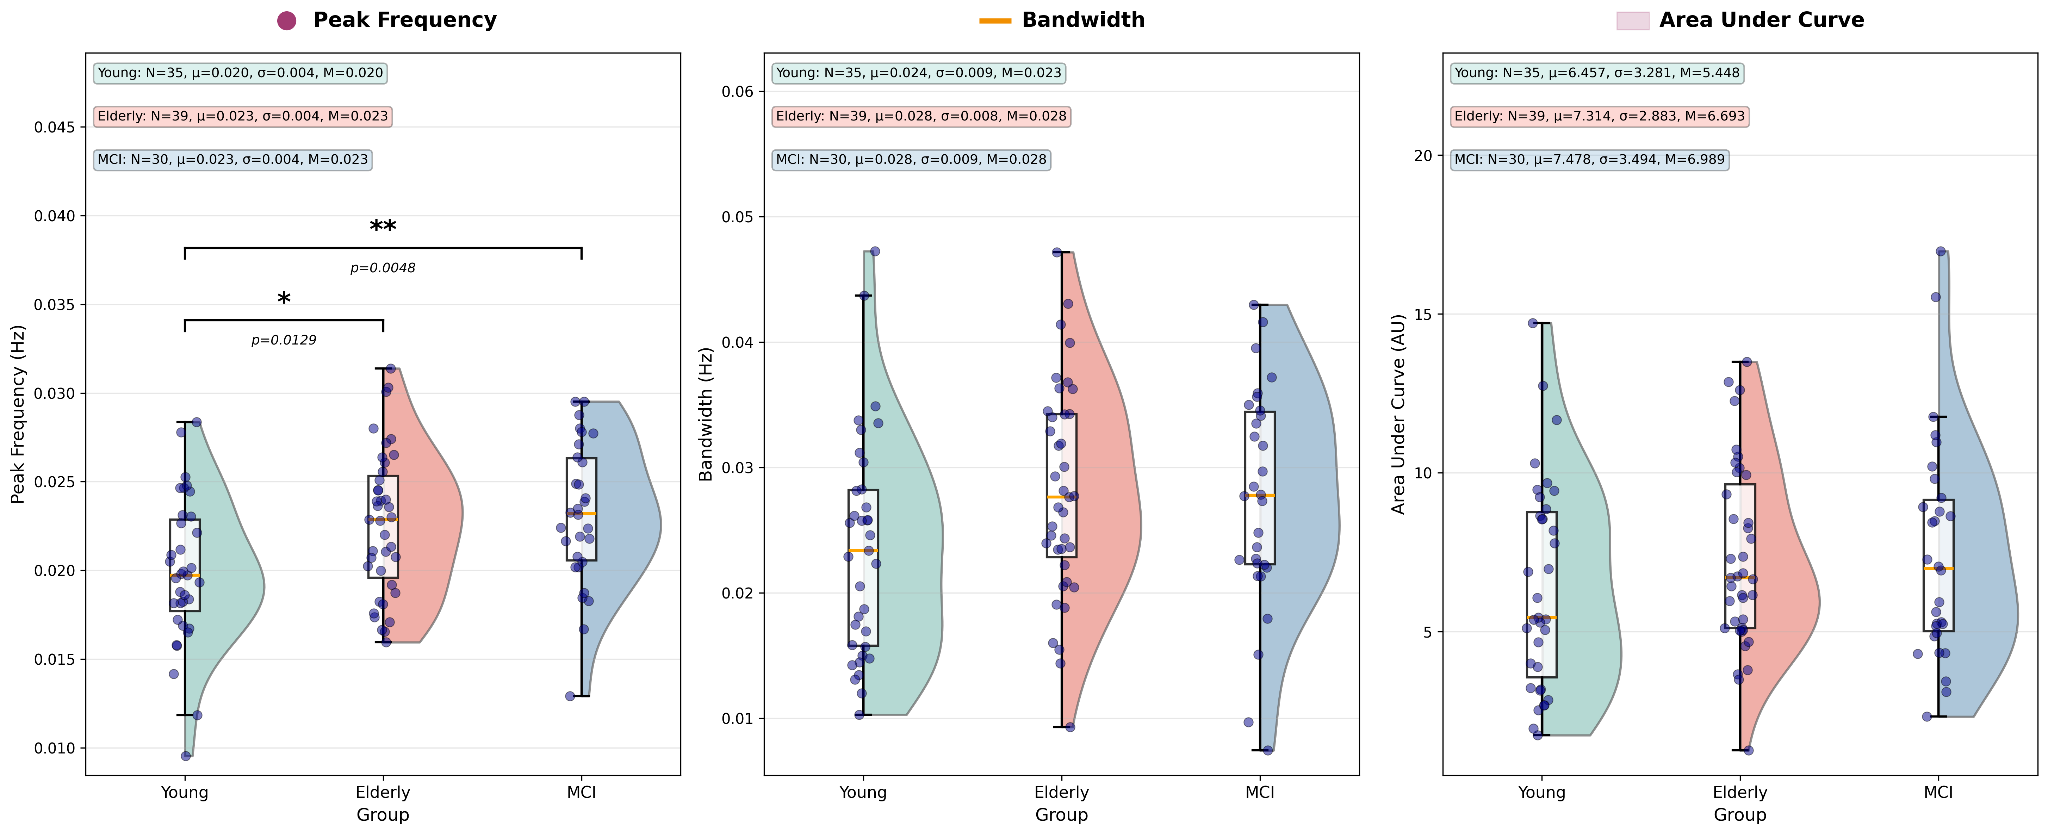 Peak Frequency
Young: N=35, μ=0.020, σ=0.004, M=0.020
Elderly: N=39, μ=0.023, σ=0.004, M=0.023
MCI: N=30, μ=0.023, σ=0.004, M=0.023
**
p=0.0048
*
p=0.0129
Peak Frequency (Hz)
0.045
0.040
0.035
0.030
0.025
0.020
0.015
0.010
Young
Elderly
MCI
Group
Bandwidth
Young: N=35, μ=0.024, σ=0.009, M=0.023
Elderly: N=39, μ=0.028, σ=0.008, M=0.028
MCI: N=30, μ=0.028, σ=0.009, M=0.028
Bandwidth (Hz)
0.06
0.05
0.04
0.03
0.02
0.01
Young
Elderly
MCI
Group
Area Under Curve
Young: N=35, μ=6.457, σ=3.281, M=5.448
Elderly: N=39, μ=7.314, σ=2.883, M=6.693
MCI: N=30, μ=7.478, σ=3.494, M=6.989
Area Under Curve (AU)
20
15
10
5
Young
Elderly
MCI
Group